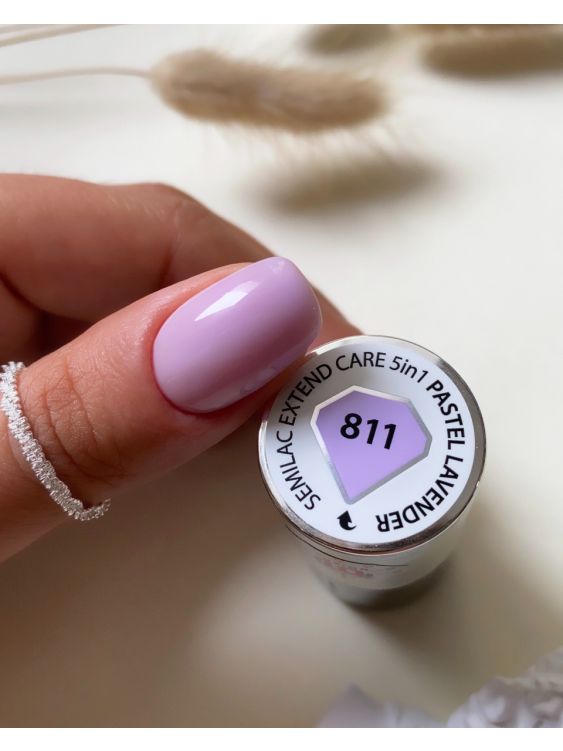 SEMILAC EXTEND CARE 5in1 PASTEL LAVENDER
811